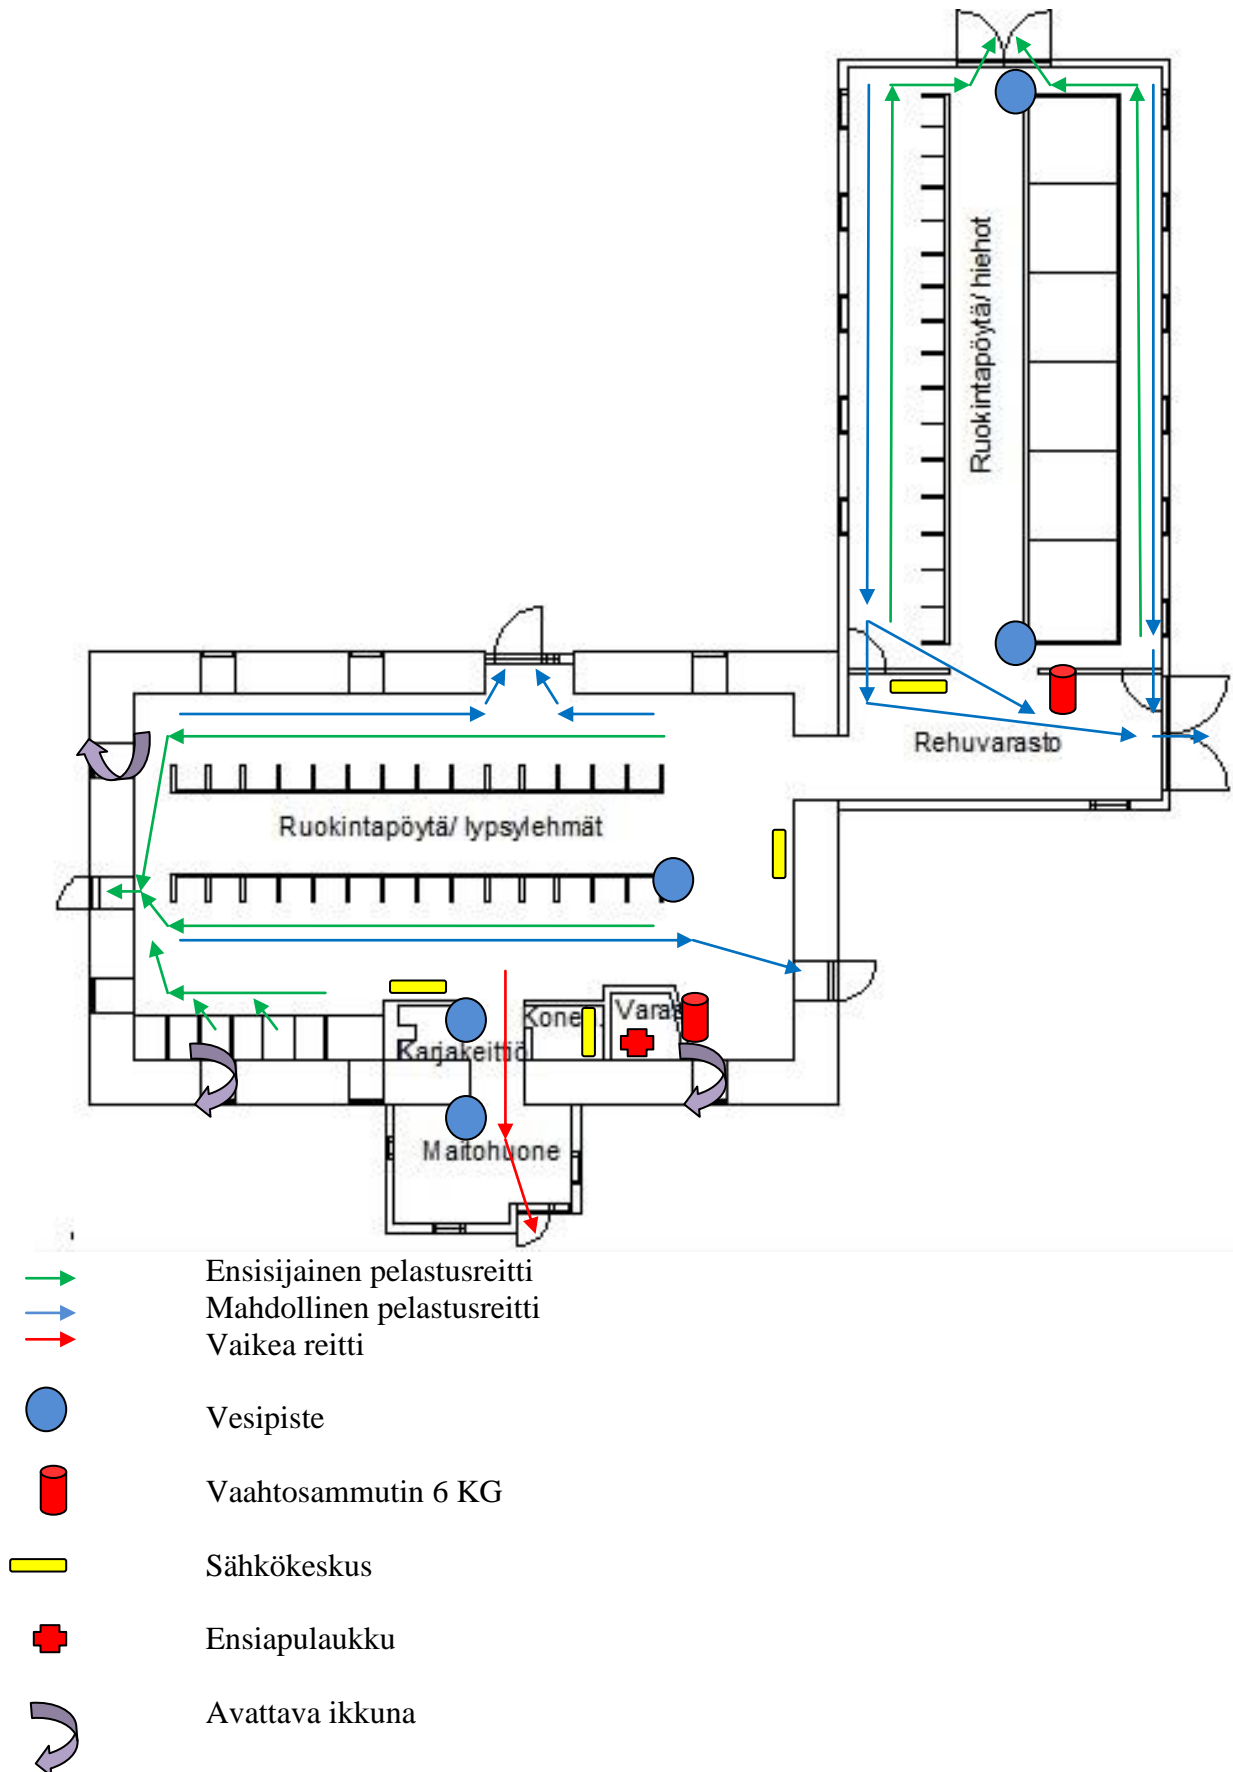 Ruokintapöytä/ hiehot
Rehuvarasto
Ruokintapöytä/ lypsylehmät
Kone
Varas
Karjakeittiö
Maitohuone
Ensisijainen pelastusreitti
Mahdollinen pelastusreitti
Vaikea reitti
Vesipiste
Vaahtosammutin 6 KG
Sähkökeskus
Ensiapulaukku
Avattava ikkuna